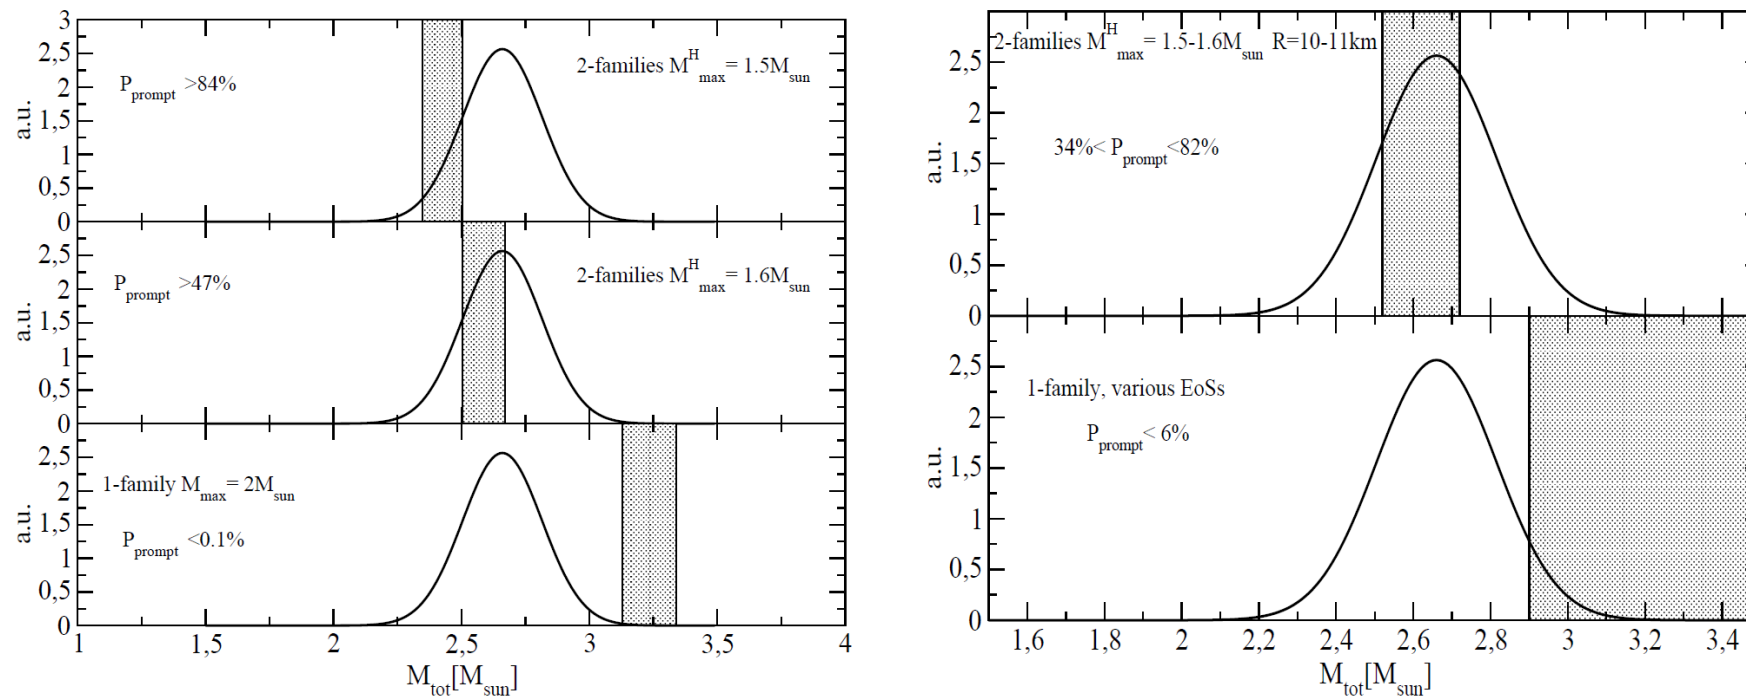 3
2,5
2
1,5
1
0,5
0
a.u.
P_prompt >84%
2-families M^H_max = 1.5M_sun
2,5
2
1,5
1
0,5
0
a.u.
P_prompt >47%
2-families M^H_max = 1.6M_sun
2,5
2
1,5
1
0,5
0
a.u.
1-family M_max = 2M_sun
P_prompt <0.1%
1 1,5 2 2,5 3 3,5 4
M_tot[M_sun]
2-families M^H_max = 1.5-1.6M_sun R=10-11km
2,5
2
1,5
1
0,5
0
a.u.
34%< P_prompt <82%
2,5
2
1,5
1
0,5
0
a.u.
1-family, various EoSs
P_prompt < 6%
1,6 1,8 2 2,2 2,4 2,6 2,8 3 3,2 3,4
M_tot[M_sun]